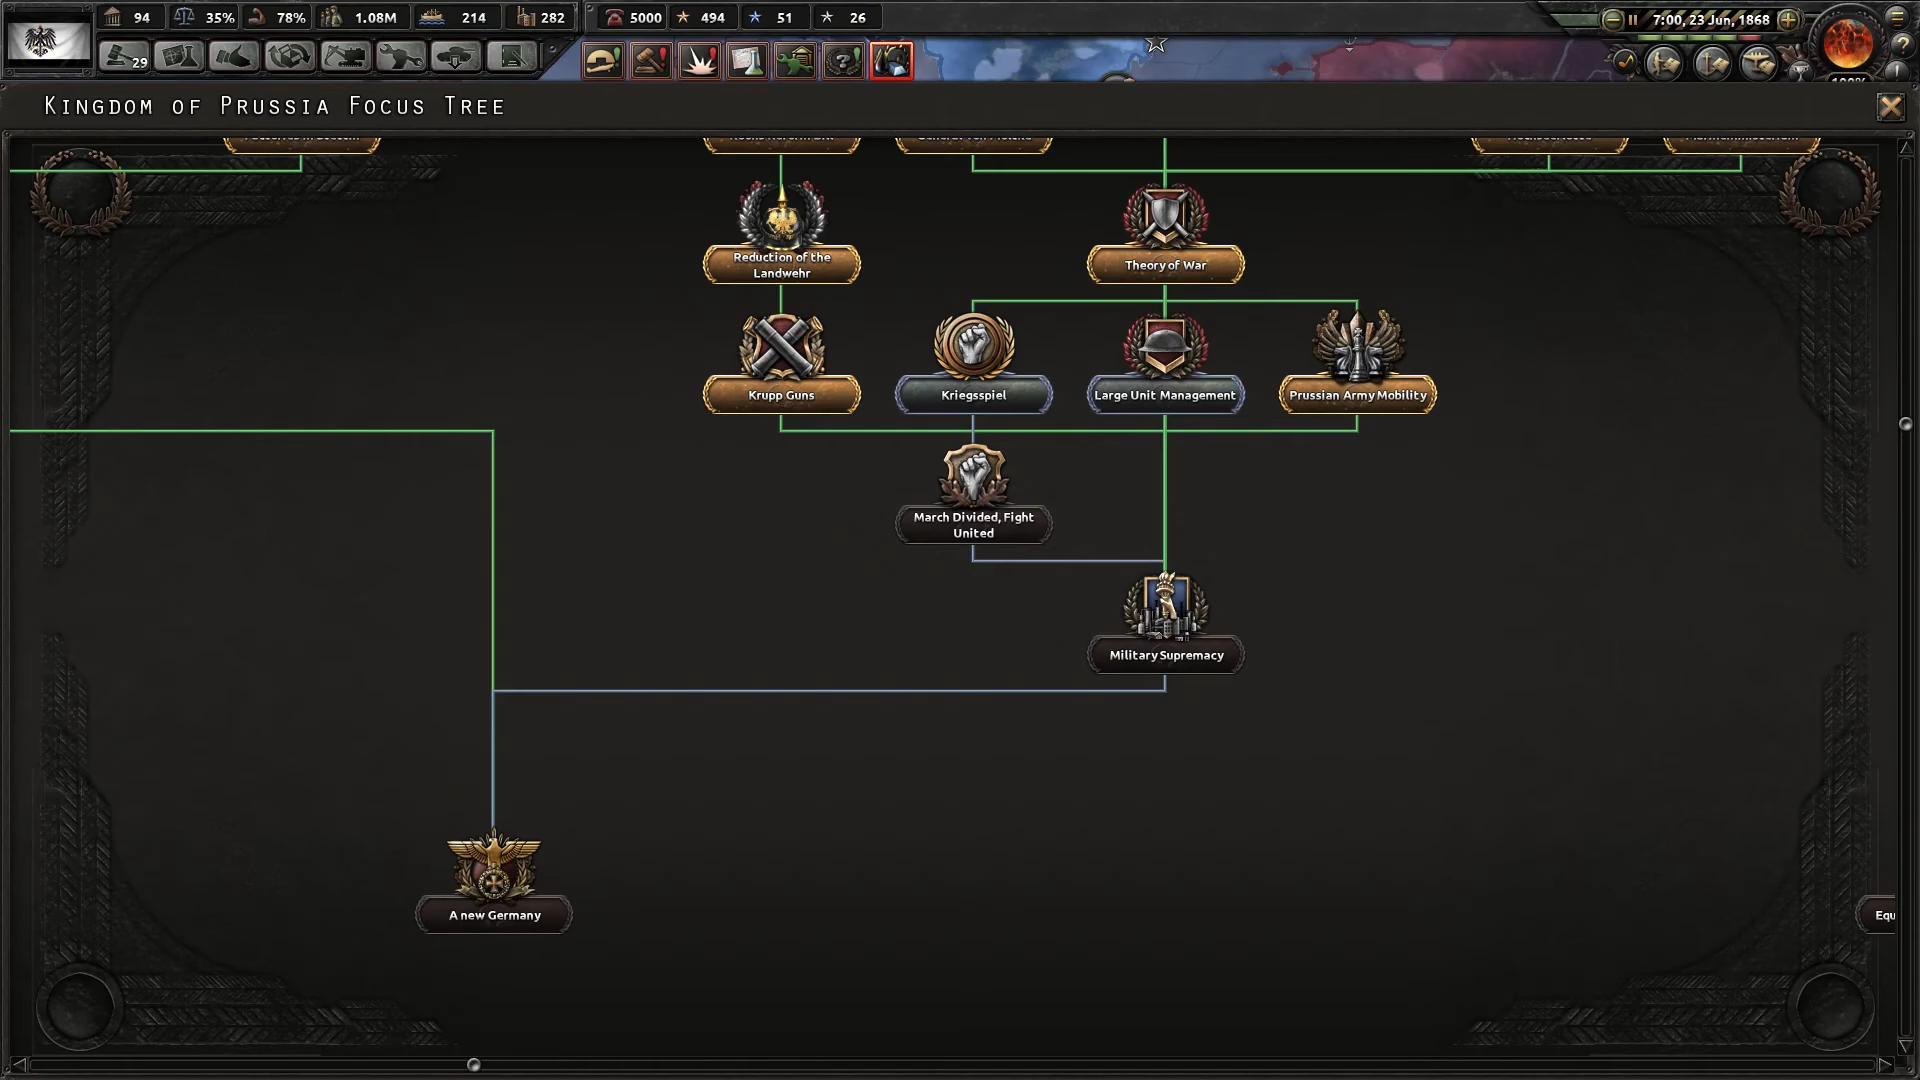 94
35%
78%
1.08M
214
282
5000
494
51
26
7:00, 23 Jun, 1868
29
100%
Kingdom of Prussia Focus Tree
Reduction of the
Landwehr
Theory of War
Krupp Guns
Kriegsspiel
Large Unit Management
Prussian Army Mobility
March Divided, Fight
United
Military Supremacy
A new Germany
Equ